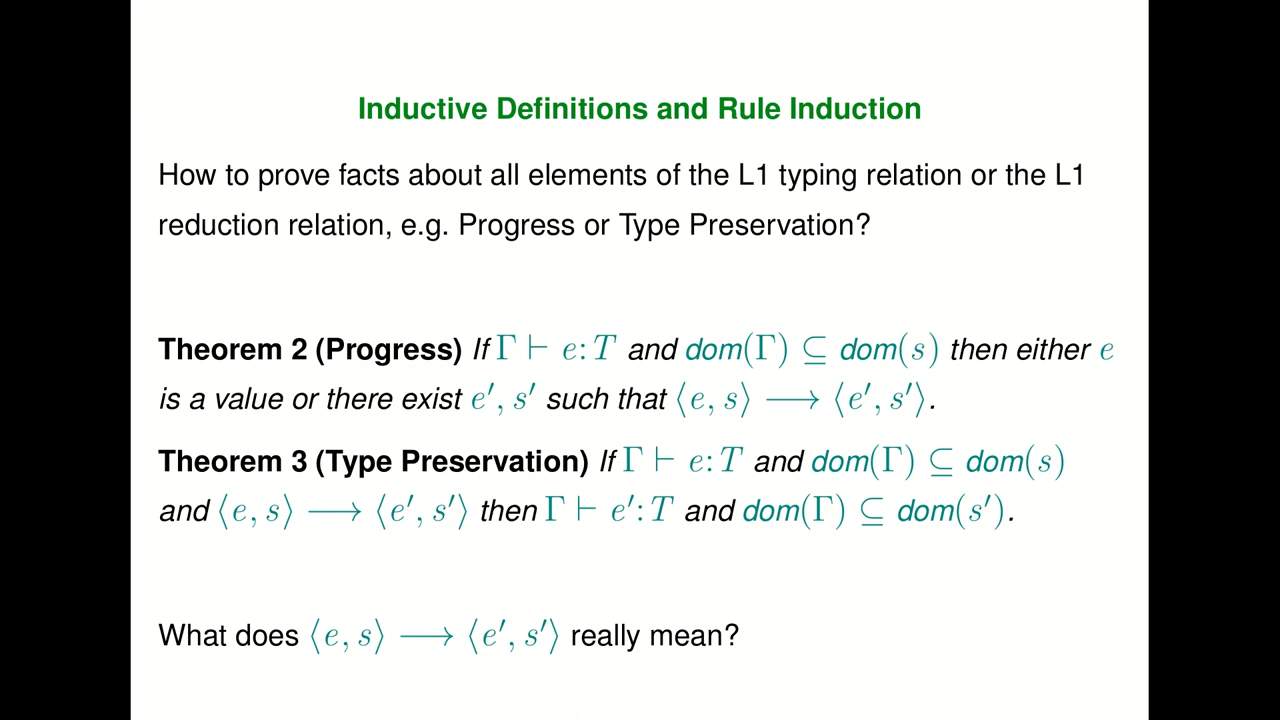 Inductive Definitions and Rule Induction
How to prove facts about all elements of the L1 typing relation or the L1
reduction relation, e.g. Progress or Type Preservation?
Theorem 2 (Progress) If Γ ⊢ e:T and dom(Γ) ⊆ dom(s) then either e
is a value or there exist e′, s′ such that ⟨e, s⟩ ⟶ ⟨e′, s′⟩.
Theorem 3 (Type Preservation) If Γ ⊢ e:T and dom(Γ) ⊆ dom(s)
and ⟨e, s⟩ ⟶ ⟨e′, s′⟩ then Γ ⊢ e′:T and dom(Γ) ⊆ dom(s′).
What does ⟨e, s⟩ ⟶ ⟨e′, s′⟩ really mean?